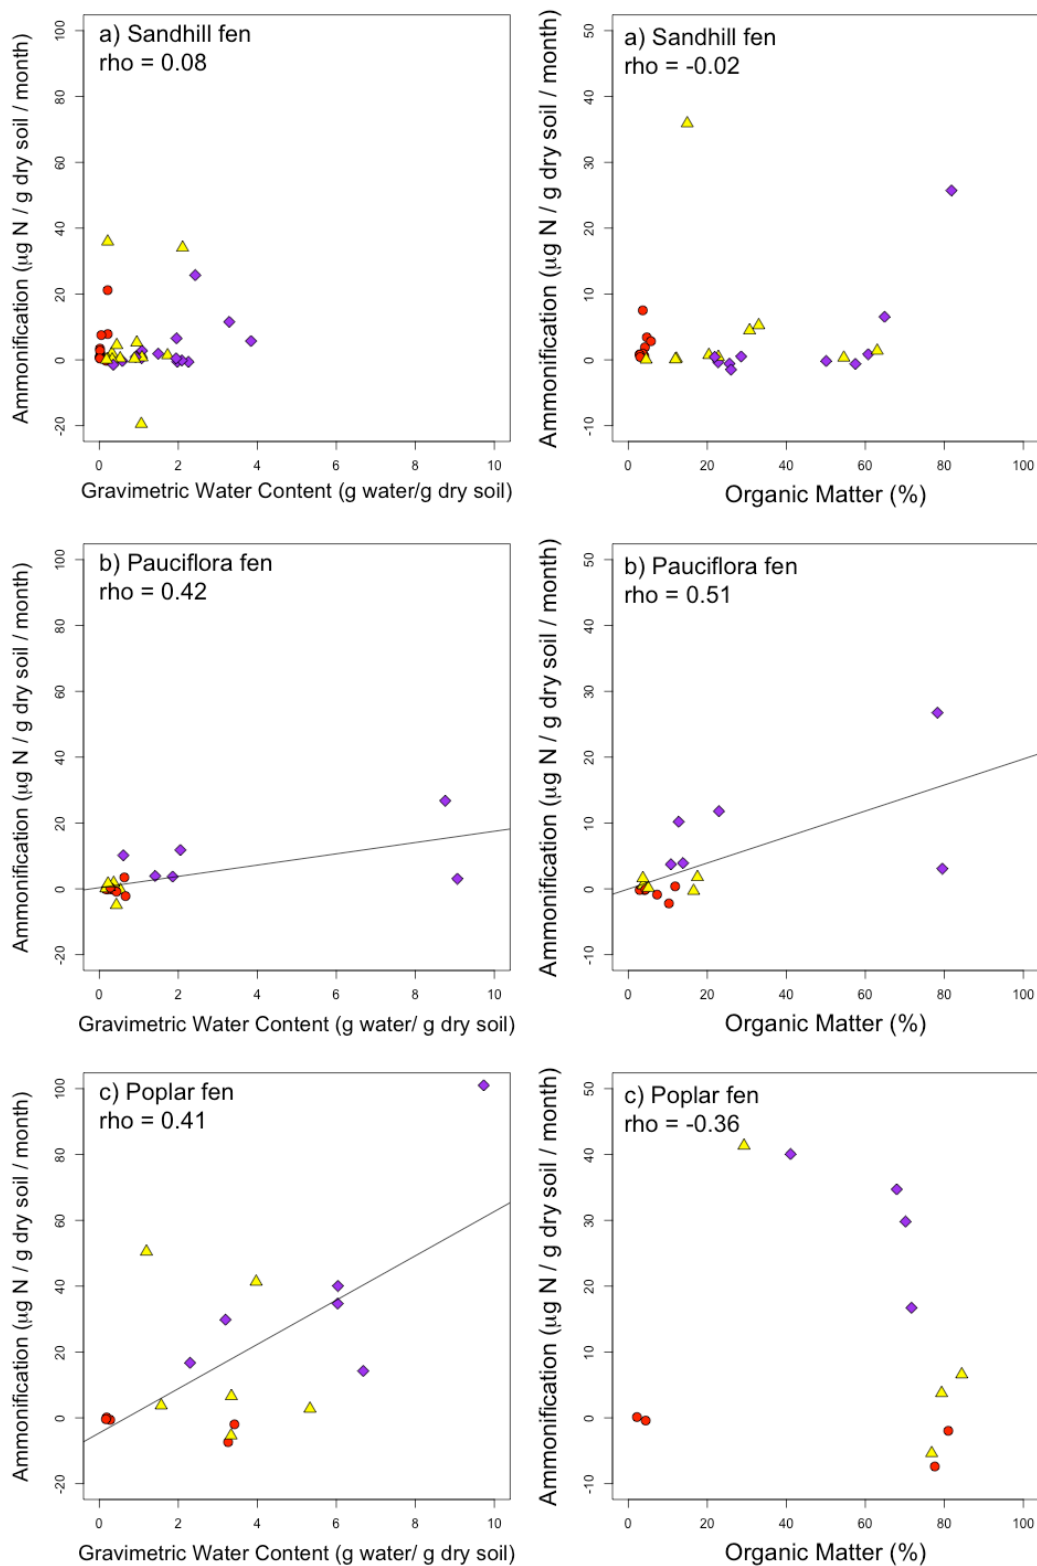 a) Sandhill fen
rho = 0.08
Ammonification (µg N / g dry soil / month)
100
80
60
40
20
0
-20
0 2 4 6 8 10
Gravimetric Water Content (g water/g dry soil)
a) Sandhill fen
rho = -0.02
Ammonification (µg N / g dry soil / month)
50
40
30
20
10
0
-10
0 20 40 60 80 100
Organic Matter (%)
b) Pauciflora fen
rho = 0.42
Ammonification (µg N / g dry soil / month)
100
80
60
40
20
0
-20
0 2 4 6 8 10
Gravimetric Water Content (g water/ g dry soil)
b) Pauciflora fen
rho = 0.51
Ammonification (µg N / g dry soil / month)
50
40
30
20
10
0
-10
0 20 40 60 80 100
Organic Matter (%)
c) Poplar fen
rho = 0.41
Ammonification (µg N / g dry soil / month)
100
80
60
40
20
0
-20
0 2 4 6 8 10
Gravimetric Water Content (g water/ g dry soil)
c) Poplar fen
rho = -0.36
Ammonification (µg N / g dry soil / month)
50
40
30
20
10
0
-10
0 20 40 60 80 100
Organic Matter (%)